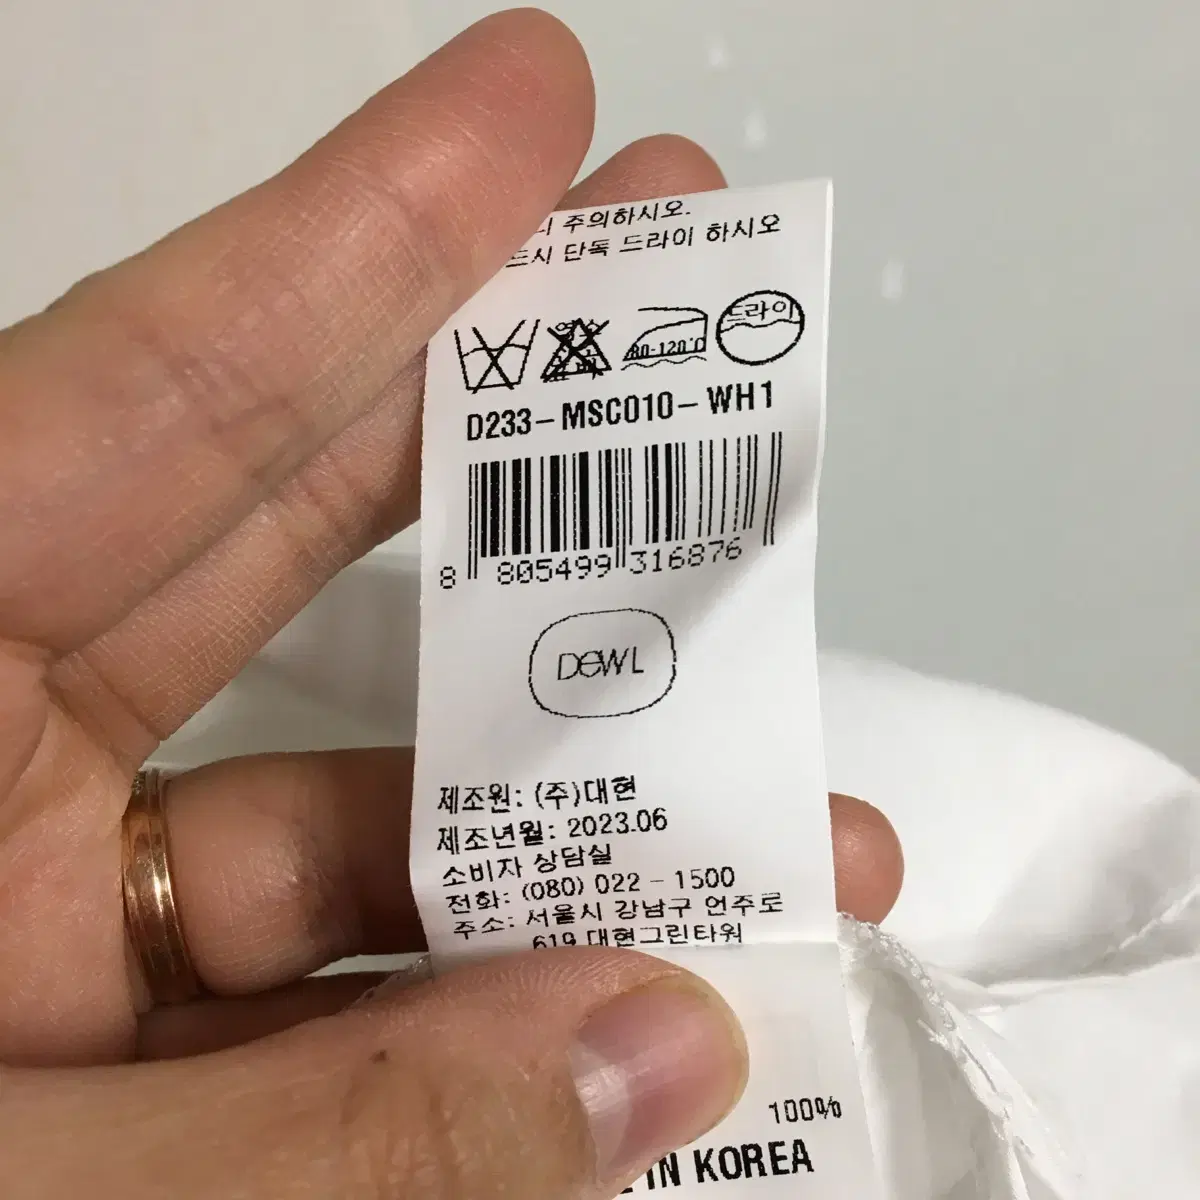 니 주의하시오.
드시 단독 드라이 하시오
80-120℃ 드라이
D233-MSC010-WH1
8 805499 316876
DEWL
제조원: (주)대현
제조년월: 2023.06
소비자 상담실
전화: (080) 022-1500
주소: 서울시 강남구 언주로
619 대현그린타워
100%
IN KOREA